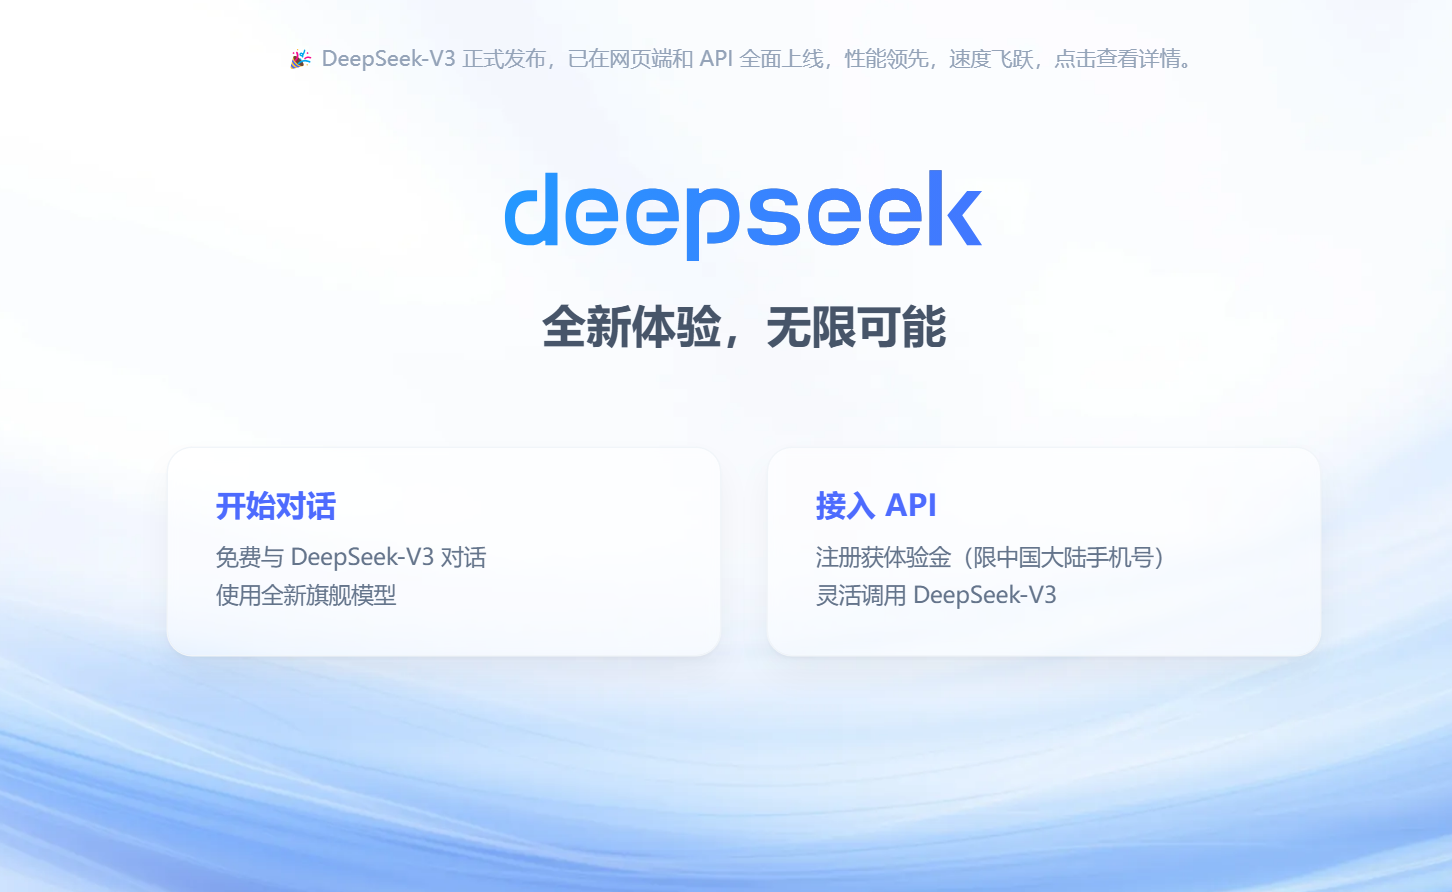 🎉 DeepSeek-V3 正式发布，已在网页端和 API 全面上线，性能领先，速度飞跃，点击查看详情。
deepseek
全新体验，无限可能
开始对话
免费与 DeepSeek-V3 对话
使用全新旗舰模型
接入 API
注册获体验金（限中国大陆手机号）
灵活调用 DeepSeek-V3